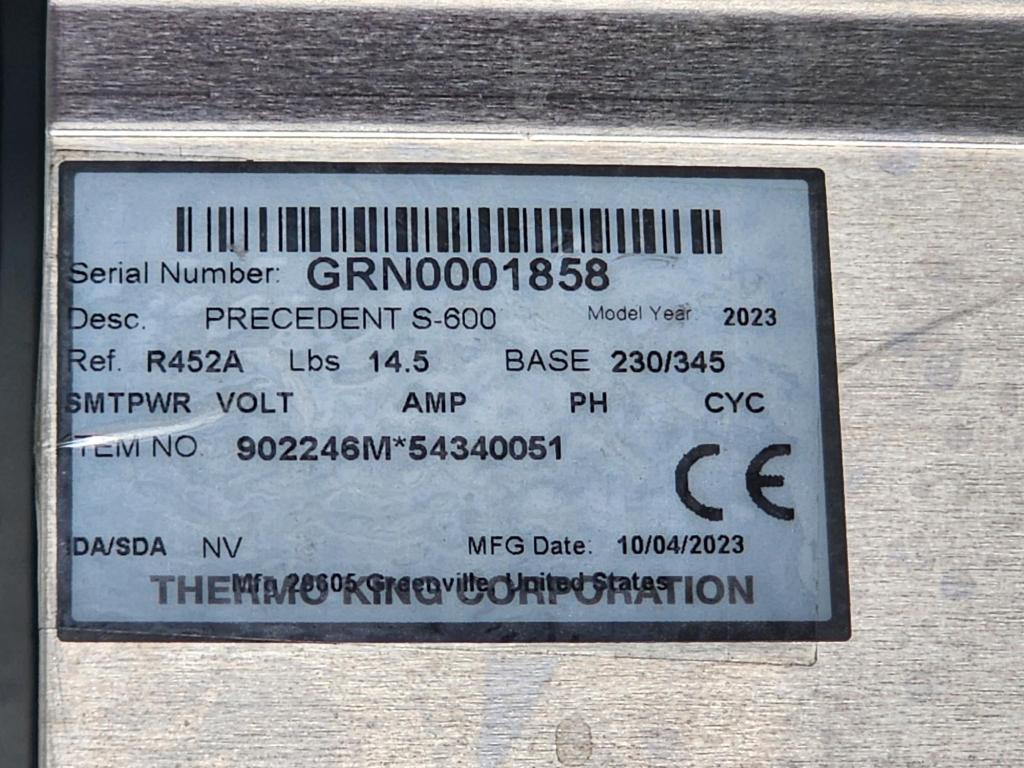 Serial Number: GRN0001858
Desc. PRECEDENT S-600 Model Year: 2023
Ref. R452A Lbs 14.5 BASE 230/345
SMTPWR VOLT AMP PH CYC
ITEM NO. 902246M*54340051
CE
IDA/SDA NV MFG Date: 10/04/2023
Mfg 29605 Greenville, United States
THERMO KING CORPORATION